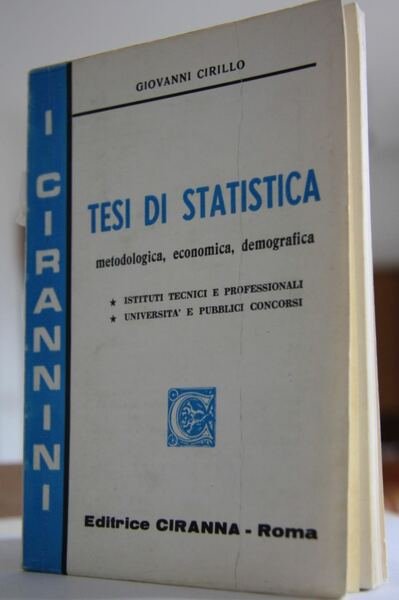 GIOVANNI CIRILLO
I CIRANNINI
TESI DI STATISTICA
metodologica, economica, demografica
★ ISTITUTI TECNICI E PROFESSIONALI
★ UNIVERSITA' E PUBBLICI CONCORSI
C
Editrice CIRANNA - Roma